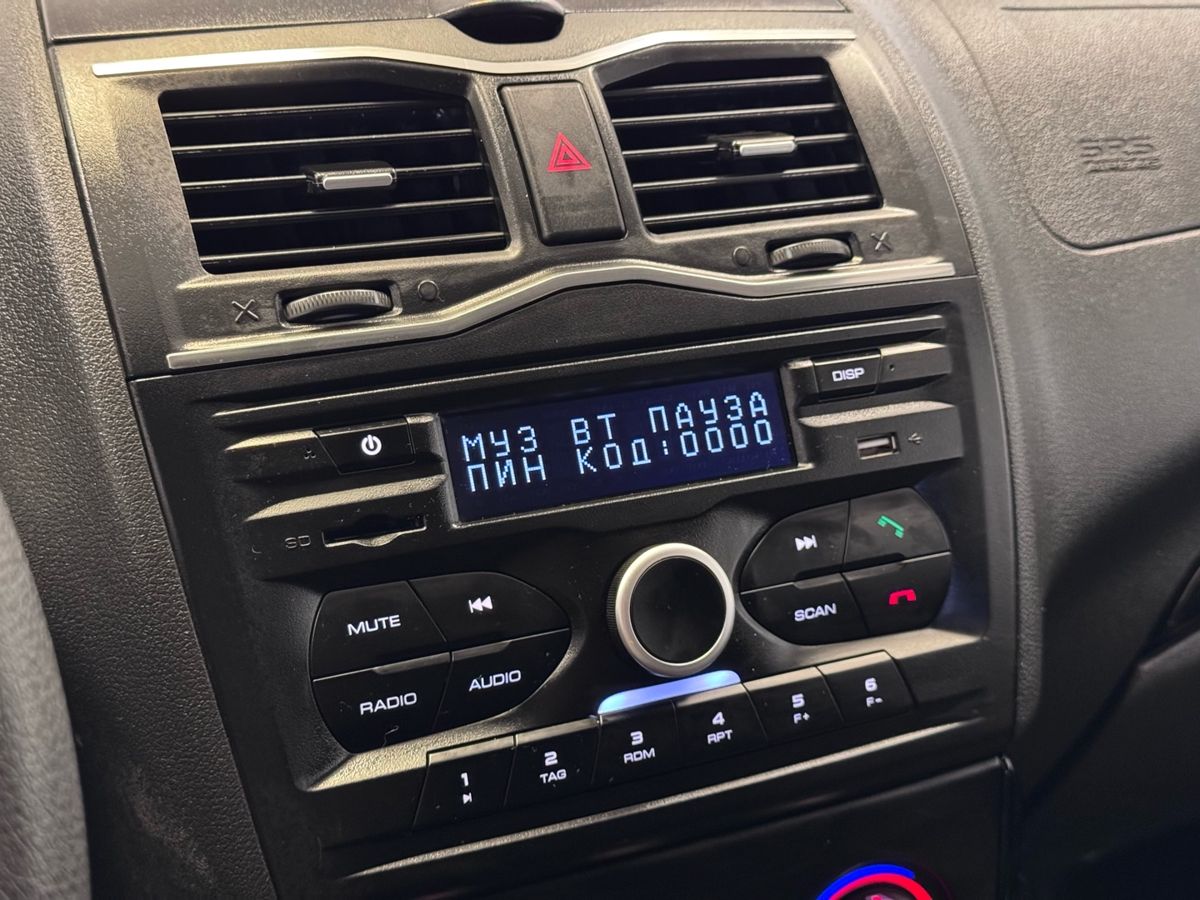 SRS
DISP
МУЗ ВТ ПАУЗА
ПИН КОД:0000
SD
MUTE
RADIO
AUDIO
SCAN
1
2
TAG
3
RDM
4
RPT
5
F+
6
F-